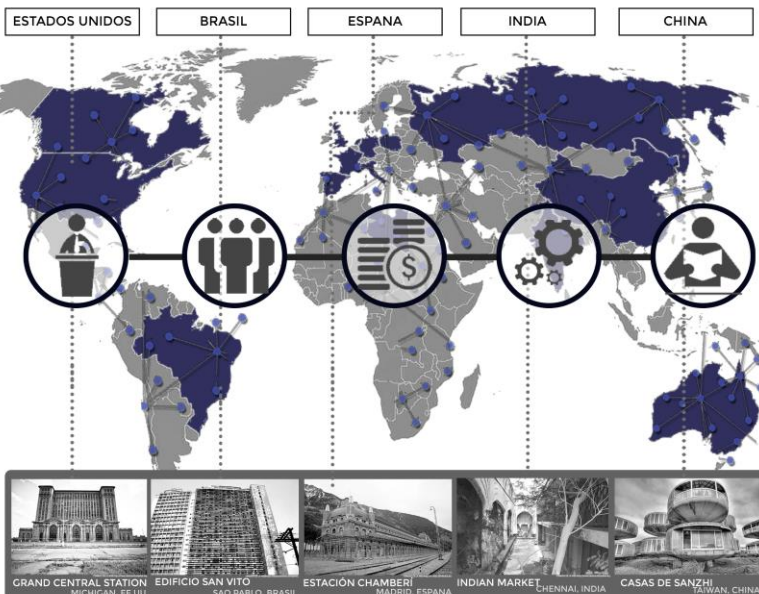 ESTADOS UNIDOS
BRASIL
ESPANA
INDIA
CHINA
$
GRAND CENTRAL STATION
MICHIGAN, EE.UU
EDIFICIO SAN VITO
SAO PABLO, BRASIL
ESTACIÓN CHAMBERÍ
MADRID, ESPANA
INDIAN MARKET
CHENNAI, INDIA
CASAS DE SANZHI
TAIWAN, CHINA